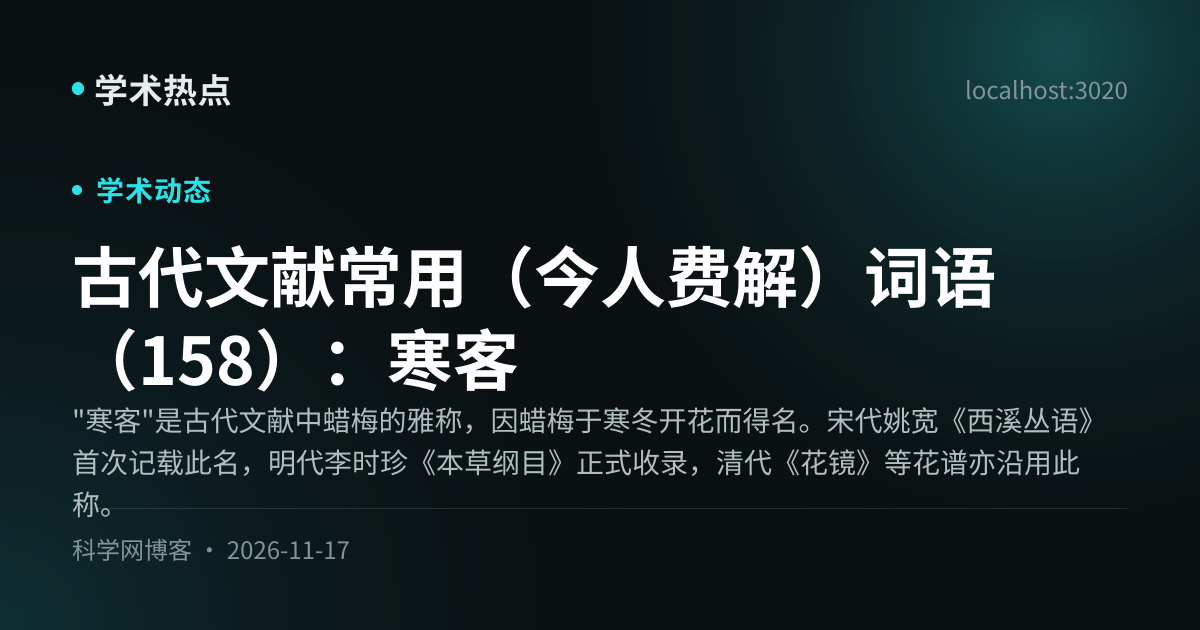 学术热点
localhost:3020
学术动态
古代文献常用（今人费解）词语
（158）：寒客
"寒客"是古代文献中蜡梅的雅称，因蜡梅于寒冬开花而得名。宋代姚宽《西溪丛语》
首次记载此名，明代李时珍《本草纲目》正式收录，清代《花镜》等花谱亦沿用此
称。
科学网博客 · 2026-11-17